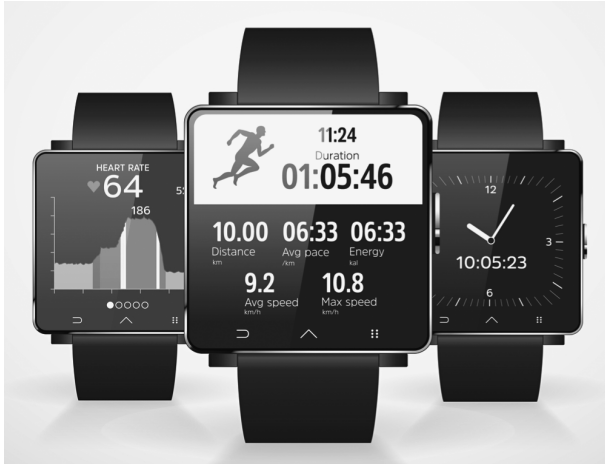 HEART RATE
64
186
11:24
Duration
01:05:46
10.00 06:33 06:33
Distance Avg pace Energy
km /km kal
9.2 10.8
Avg speed Max speed
km/h km/h
12
3
10:05:23
6